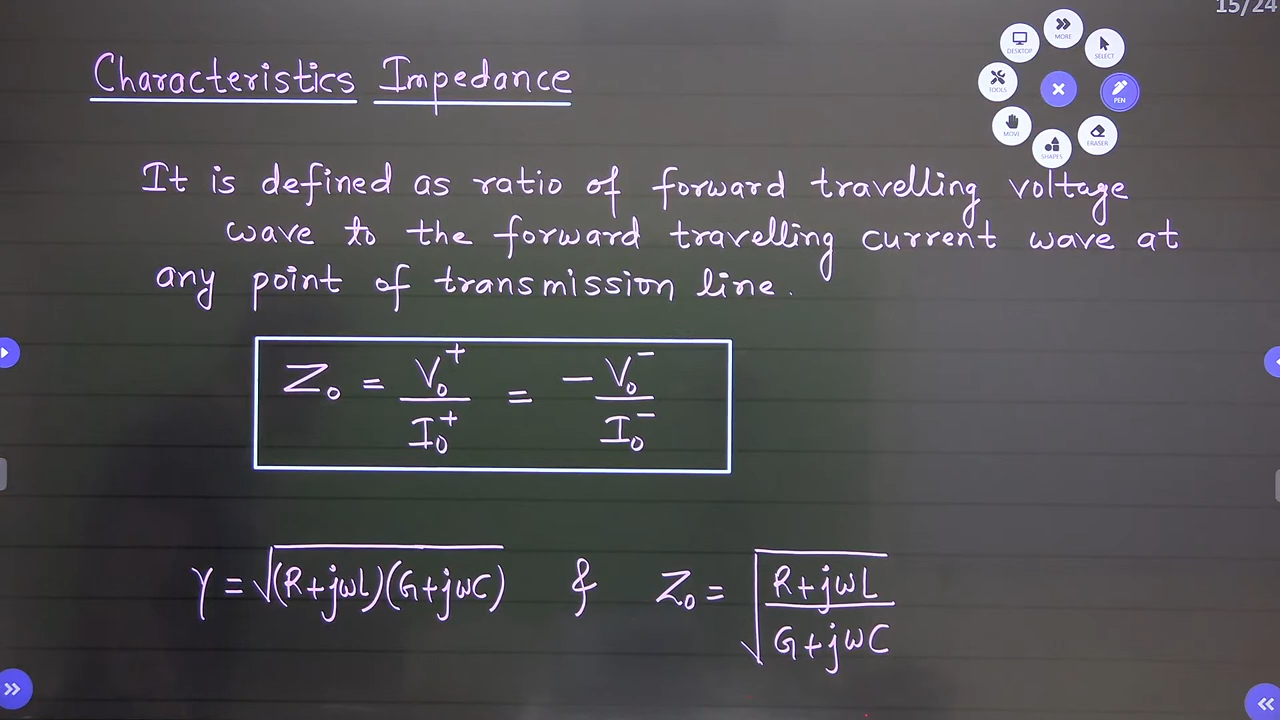 15/24
MORE
DESKTOP
SELECT
TOOLS
PEN
MOVE
ERASER
SHAPES
Characteristics Impedance
It is defined as ratio of forward travelling voltage
wave to the forward travelling current wave at
any point of transmission line.
Z₀ = V₀⁺/I₀⁺ = -V₀⁻/I₀⁻
γ = √(R+jωL)(G+jωC) & Z₀ = √((R+jωL)/(G+jωC))